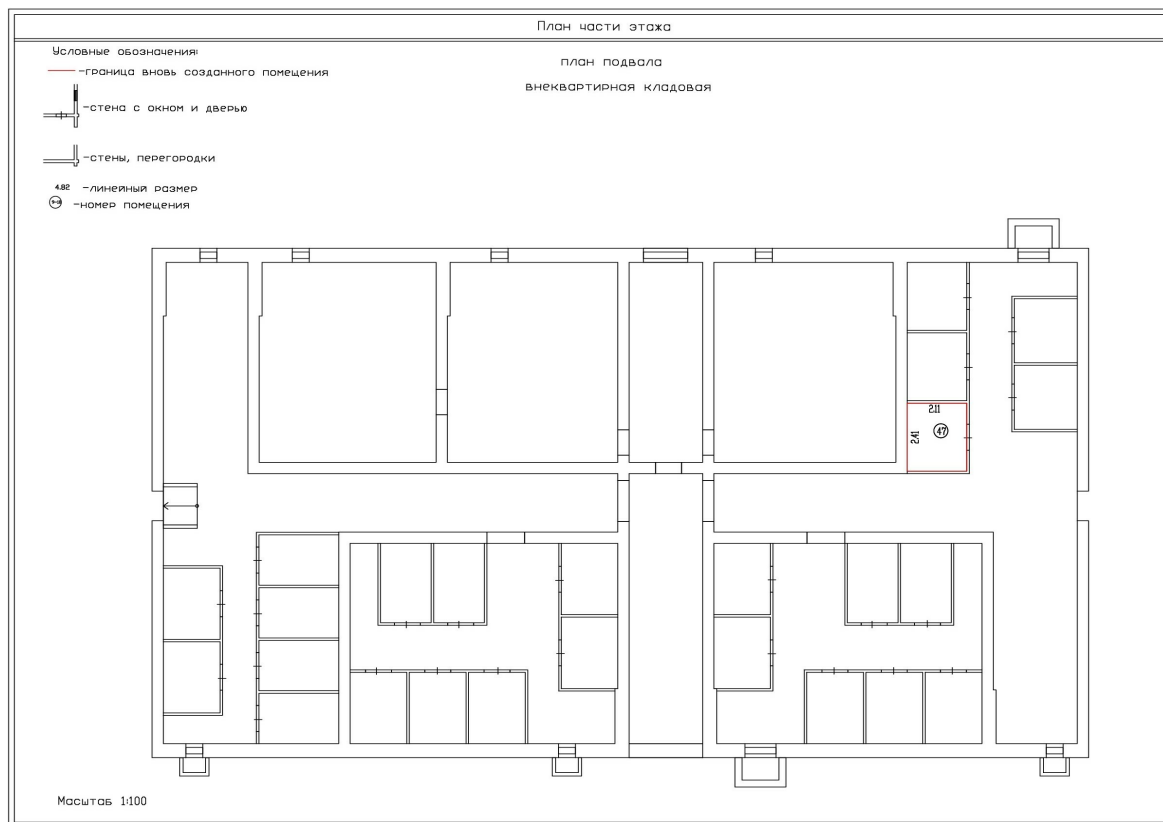 План части этажа
Условные обозначения:
-граница вновь созданного помещения
-стена с окном и дверью
-стены, перегородки
4.82 -линейный размер
-номер помещения
план подвала
внеквартирная кладовая
2.11
2.41
47
Масштаб 1:100